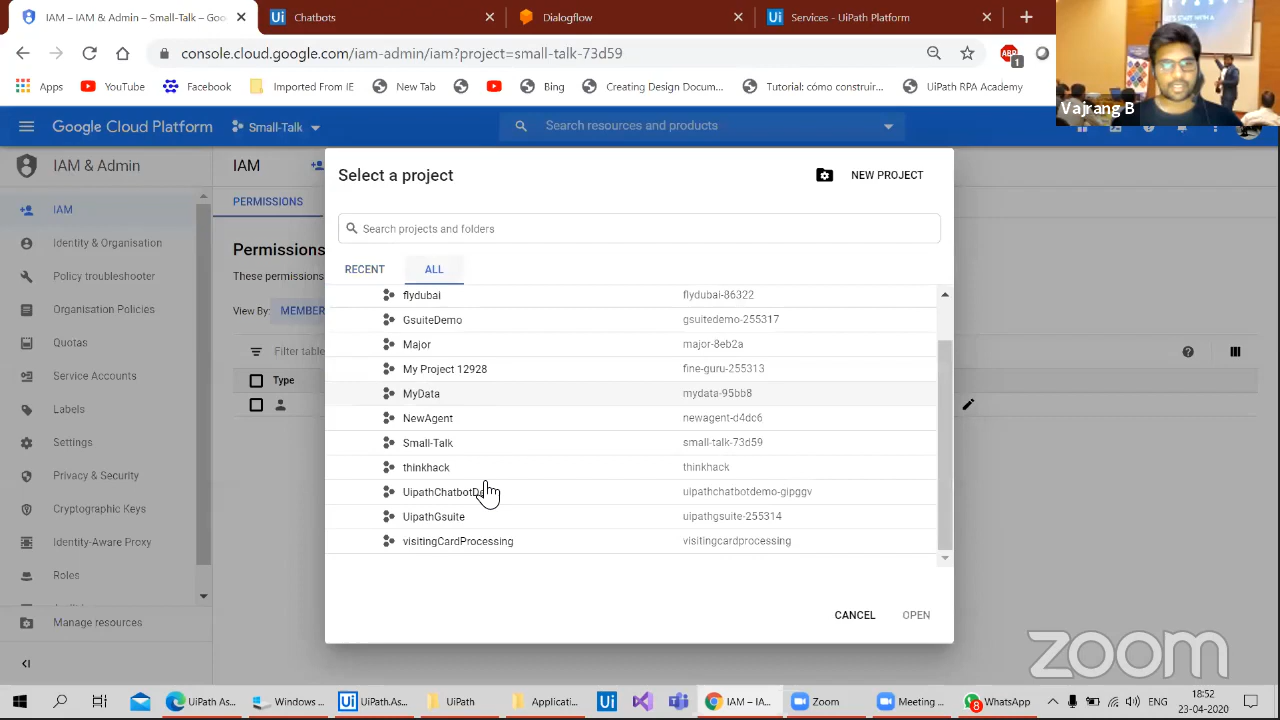 IAM – IAM & Admin – Small-Talk – Goo
Chatbots
Dialogflow
Services - UiPath Platform
console.cloud.google.com/iam-admin/iam?project=small-talk-73d59
ABP
1
Apps
YouTube
Facebook
Imported From IE
New Tab
Bing
Creating Design Docum...
Tutorial: cómo construir...
UiPath RPA Academy
Vajrang B
Google Cloud Platform
Small-Talk
Search resources and products
IAM & Admin
IAM
Identity & Organisation
Policy troubleshooter
Organisation Policies
Quotas
Service Accounts
Labels
Settings
Privacy & Security
Cryptographic Keys
Identity-Aware Proxy
Roles
Manage resources
IAM
PERMISSIONS
Permissions
These permissions
View By:
MEMBER
Filter table
Type
Select a project
NEW PROJECT
Search projects and folders
RECENT
ALL
flydubai flydubai-86322
GsuiteDemo gsuitedemo-255317
Major major-8eb2a
My Project 12928 fine-guru-255313
MyData mydata-95bb8
NewAgent newagent-d4dc6
Small-Talk small-talk-73d59
thinkhack thinkhack
UipathChatbotD uipathchatbotdemo-gipggv
UipathGsuite uipathgsuite-255314
visitingCardProcessing visitingcardprocessing
CANCEL
OPEN
zoom
UiPath As...
Windows ...
UiPath.As...
UiPath
Applicati...
IAM – IA...
Zoom
Meeting ...
8
WhatsApp
ENG
18:52
23-04-2020